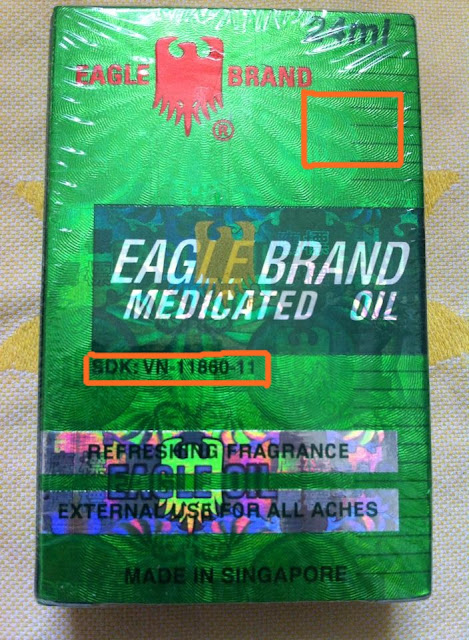 24ml
EAGLE BRAND
®
EAGLE BRAND
MEDICATED OIL
SDK: VN-11860-11
REFRESHING FRAGRANCE
EAGLE OIL
EXTERNAL USE FOR ALL ACHES
MADE IN SINGAPORE